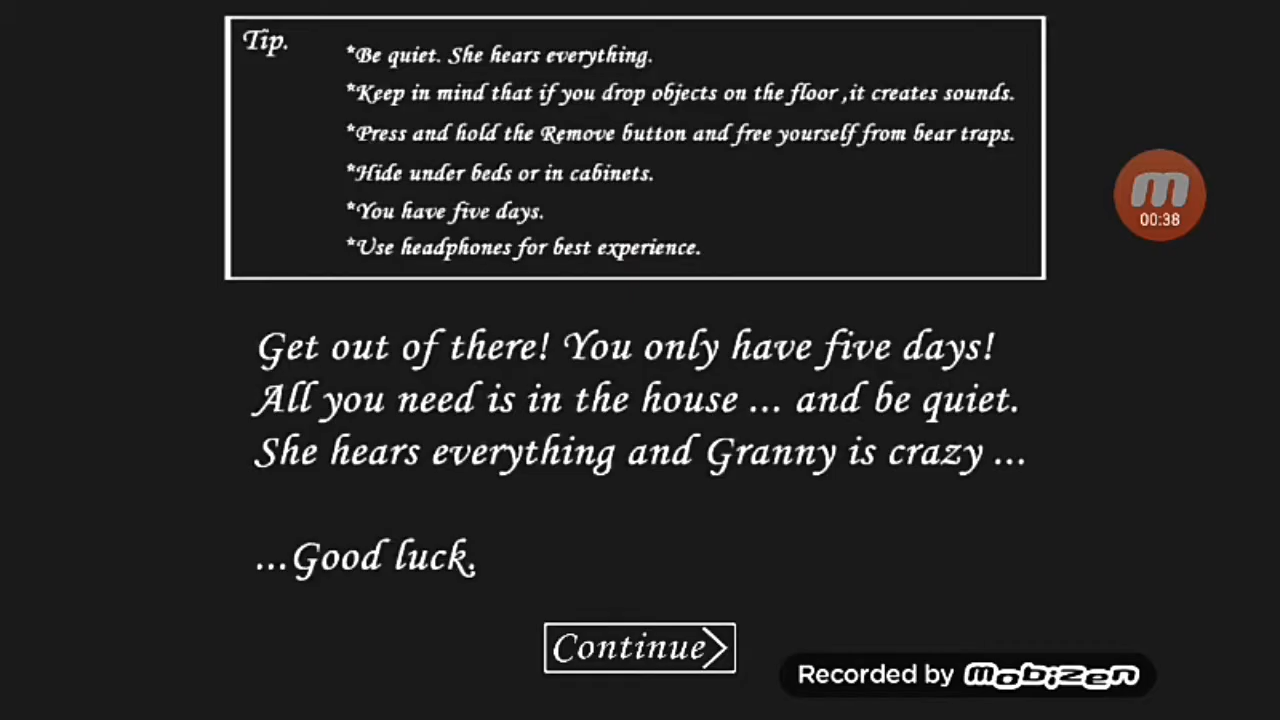 Tip.
*Be quiet. She hears everything.
*Keep in mind that if you drop objects on the floor ,it creates sounds.
*Press and hold the Remove button and free yourself from bear traps.
*Hide under beds or in cabinets.
*You have five days.
*Use headphones for best experience.
00:38
Get out of there! You only have five days!
All you need is in the house ... and be quiet.
She hears everything and Granny is crazy ...
...Good luck.
Continue
Recorded by mobizen